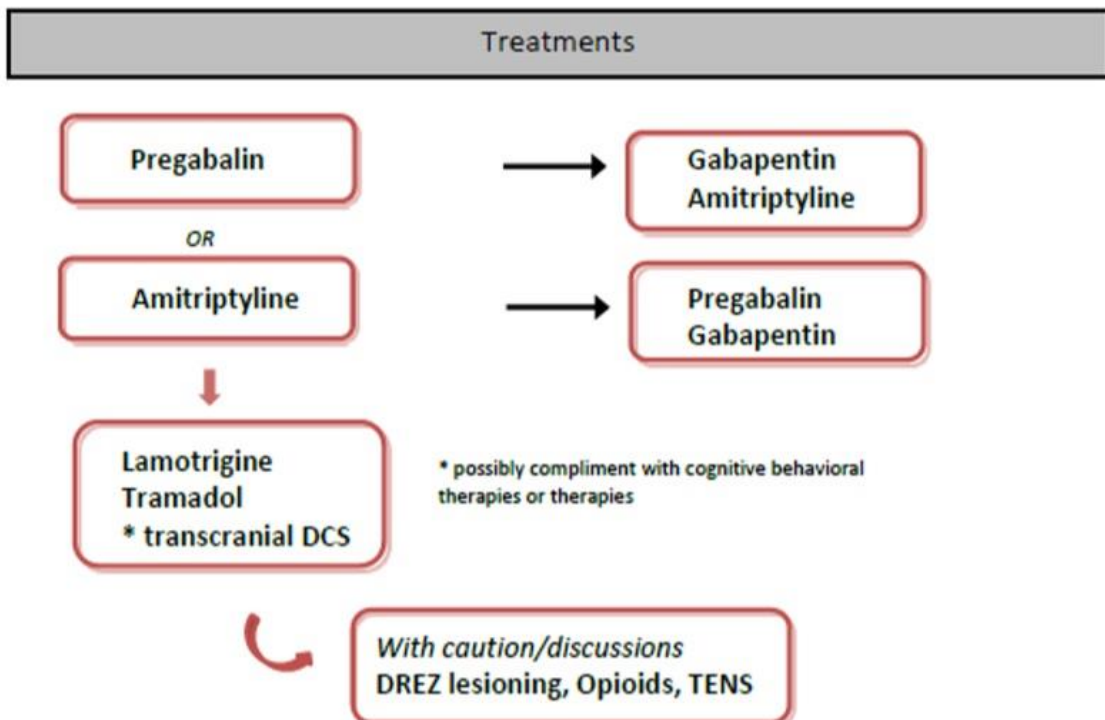 Treatments
Pregabalin
Gabapentin
Amitriptyline
OR
Amitriptyline
Pregabalin
Gabapentin
Lamotrigine
Tramadol
* transcranial DCS
* possibly compliment with cognitive behavioral
therapies or therapies
With caution/discussions
DREZ lesioning, Opioids, TENS